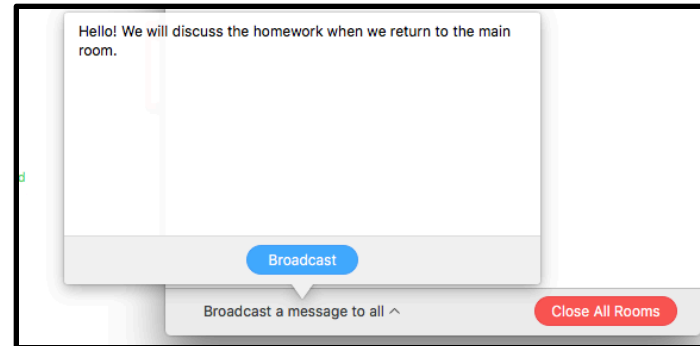 Hello! We will discuss the homework when we return to the main
room.
d
Broadcast
Broadcast a message to all ^
Close All Rooms